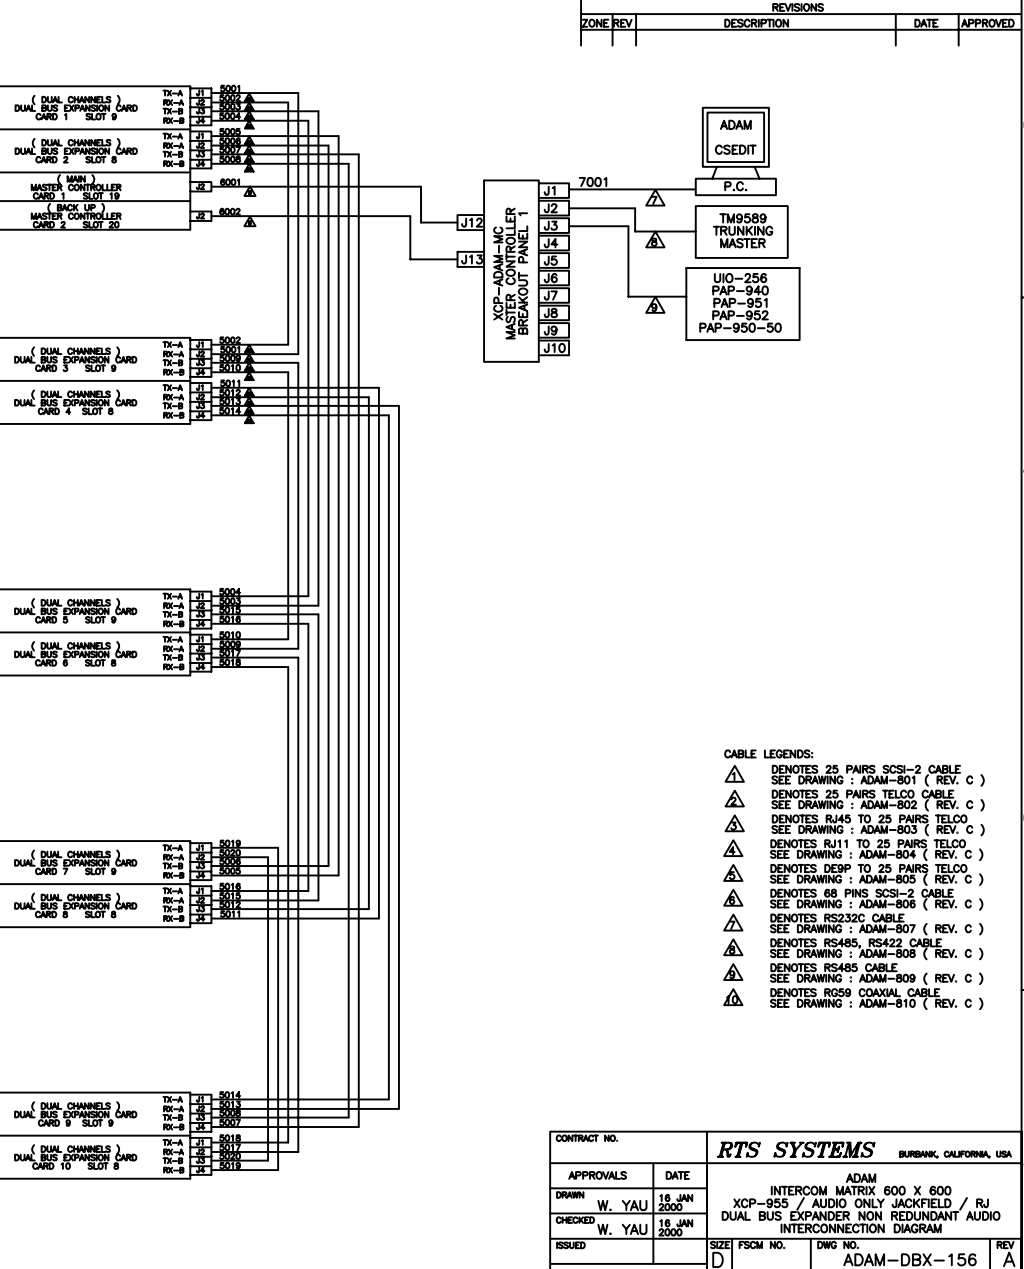 REVISIONS
ZONE REV DESCRIPTION DATE APPROVED
( DUAL CHANNELS )
DUAL BUS EXPANSION CARD
CARD 1 SLOT 9
TX-A J1 5001
RX-A J2 5002
TX-B J3 5003
RX-B J4 5004
( DUAL CHANNELS )
DUAL BUS EXPANSION CARD
CARD 2 SLOT 8
TX-A J1 5005
RX-A J2 5006
TX-B J3 5007
RX-B J4 5008
( MAIN )
MASTER CONTROLLER
CARD 1 SLOT 19
J2 6001
6
( BACK UP )
MASTER CONTROLLER
CARD 2 SLOT 20
J2 6002
6
J12
J13
XCP-ADAM-MC
MASTER CONTROLLER
BREAKOUT PANEL 1
J1
J2
J3
J4
J5
J6
J7
J8
J9
J10
7001
7
8
9
ADAM
CSEDIT
P.C.
TM9589
TRUNKING
MASTER
UIO-256
PAP-940
PAP-951
PAP-952
PAP-950-50
( DUAL CHANNELS )
DUAL BUS EXPANSION CARD
CARD 3 SLOT 9
TX-A J1 5002
RX-A J2 5001
TX-B J3 5009
RX-B J4 5010
( DUAL CHANNELS )
DUAL BUS EXPANSION CARD
CARD 4 SLOT 8
TX-A J1 5011
RX-A J2 5012
TX-B J3 5013
RX-B J4 5014
( DUAL CHANNELS )
DUAL BUS EXPANSION CARD
CARD 5 SLOT 9
TX-A J1 5004
RX-A J2 5003
TX-B J3 5015
RX-B J4 5016
( DUAL CHANNELS )
DUAL BUS EXPANSION CARD
CARD 6 SLOT 8
TX-A J1 5010
RX-A J2 5009
TX-B J3 5017
RX-B J4 5018
( DUAL CHANNELS )
DUAL BUS EXPANSION CARD
CARD 7 SLOT 9
TX-A J1 5019
RX-A J2 5020
TX-B J3 5006
RX-B J4 5005
( DUAL CHANNELS )
DUAL BUS EXPANSION CARD
CARD 8 SLOT 8
TX-A J1 5016
RX-A J2 5015
TX-B J3 5012
RX-B J4 5011
( DUAL CHANNELS )
DUAL BUS EXPANSION CARD
CARD 9 SLOT 9
TX-A J1 5014
RX-A J2 5013
TX-B J3 5008
RX-B J4 5007
( DUAL CHANNELS )
DUAL BUS EXPANSION CARD
CARD 10 SLOT 8
TX-A J1 5018
RX-A J2 5017
TX-B J3 5020
RX-B J4 5019
CABLE LEGENDS:
1 DENOTES 25 PAIRS SCSI-2 CABLE
SEE DRAWING : ADAM-801 ( REV. C )
2 DENOTES 25 PAIRS TELCO CABLE
SEE DRAWING : ADAM-802 ( REV. C )
3 DENOTES RJ45 TO 25 PAIRS TELCO
SEE DRAWING : ADAM-803 ( REV. C )
4 DENOTES RJ11 TO 25 PAIRS TELCO
SEE DRAWING : ADAM-804 ( REV. C )
5 DENOTES DE9P TO 25 PAIRS TELCO
SEE DRAWING : ADAM-805 ( REV. C )
6 DENOTES 68 PINS SCSI-2 CABLE
SEE DRAWING : ADAM-806 ( REV. C )
7 DENOTES RS232C CABLE
SEE DRAWING : ADAM-807 ( REV. C )
8 DENOTES RS485, RS422 CABLE
SEE DRAWING : ADAM-808 ( REV. C )
9 DENOTES RS485 CABLE
SEE DRAWING : ADAM-809 ( REV. C )
10 DENOTES RG59 COAXIAL CABLE
SEE DRAWING : ADAM-810 ( REV. C )
CONTRACT NO.
RTS SYSTEMS BURBANK, CALIFORNIA, USA
APPROVALS DATE
DRAWN W. YAU 16 JAN 2000
CHECKED W. YAU 16 JAN 2000
ISSUED
ADAM
INTERCOM MATRIX 600 X 600
XCP-955 / AUDIO ONLY JACKFIELD / RJ
DUAL BUS EXPANDER NON REDUNDANT AUDIO
INTERCONNECTION DIAGRAM
SIZE FSCM NO. DWG NO. REV
D ADAM-DBX-156 A